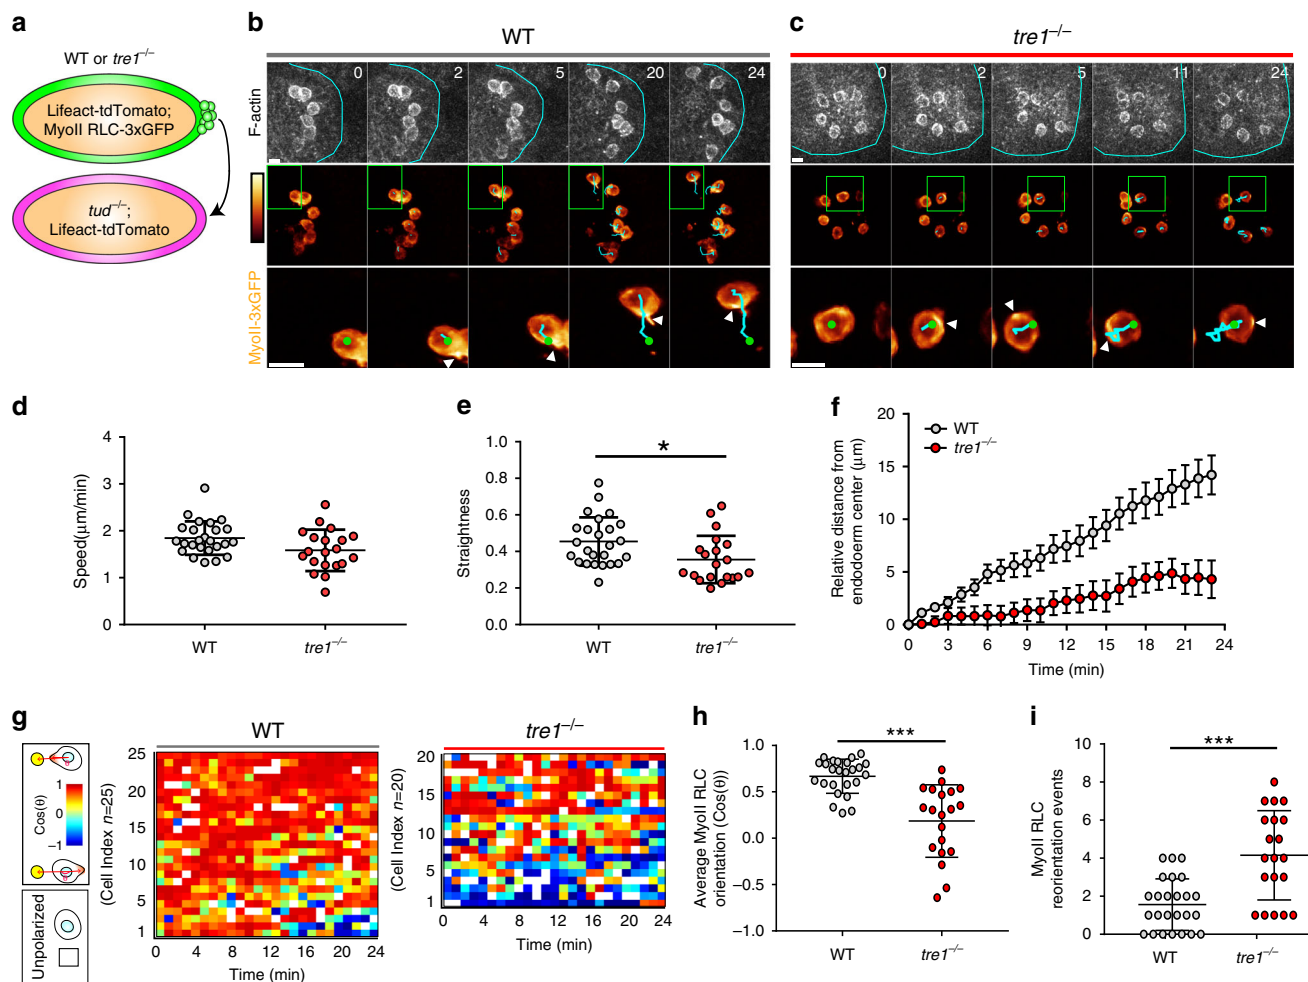 a
WT or tre1–/–
Lifeact-tdTomato;
MyoII RLC-3xGFP
tud–/–;
Lifeact-tdTomato
b
WT
F-actin
0
2
5
20
24
MyoII-3xGFP
c
tre1–/–
0
2
5
11
24
d
Speed(µm/min)
4
3
2
1
0
WT
tre1–/–
e
Straightness
1.0
0.8
0.6
0.4
0.2
0.0
*
WT
tre1–/–
f
Relative distance from
endoderm center (µm)
20
15
10
5
0
WT
tre1–/–
0 3 6 9 12 15 18 21 24
Time (min)
g
1
Cos(θ)
–1
Unpolarized
WT
(Cell Index n=25)
25
20
15
10
5
1
0 4 8 12 16 20 24
Time (min)
tre1–/–
(Cell Index n=20)
20
15
10
5
1
0 4 8 12 16 20 24
Time (min)
h
Average MyoII RLC
orientation (Cos(θ))
1.0
0.5
0.0
–0.5
–1.0
***
WT
tre1–/–
i
MyoII RLC
reorientation events
10
8
6
4
2
0
***
WT
tre1–/–